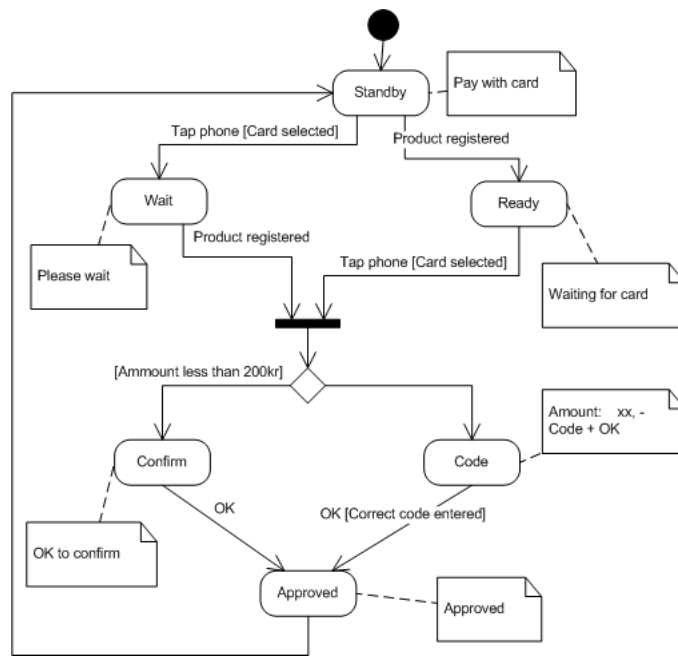 Standby
Pay with card
Tap phone [Card selected]
Product registered
Wait
Ready
Product registered
Please wait
Tap phone [Card selected]
Waiting for card
[Ammount less than 200kr]
Amount: xx, -
Code + OK
Confirm
Code
OK
OK [Correct code entered]
OK to confirm
Approved
Approved